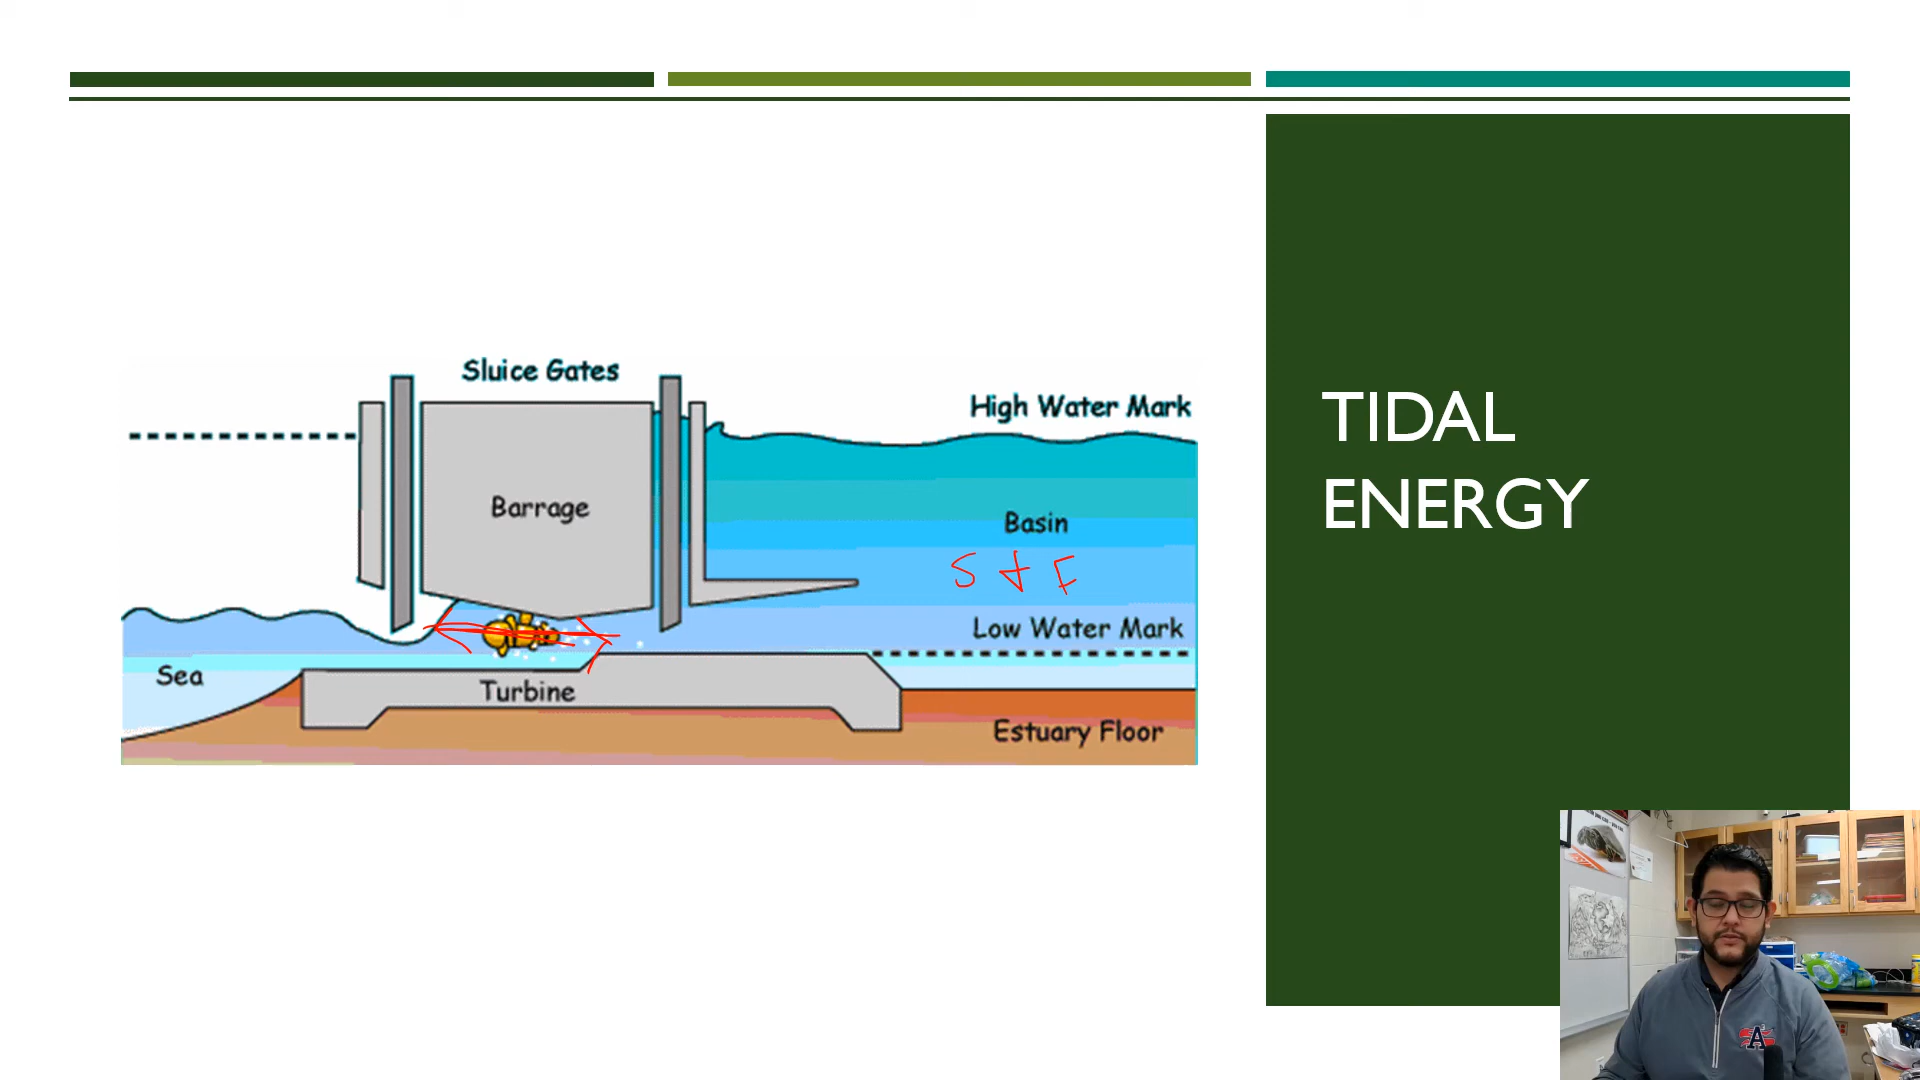 Sluice Gates
High Water Mark
Barrage
Basin
S + F
Low Water Mark
Sea
Turbine
Estuary Floor
TIDAL
ENERGY
A